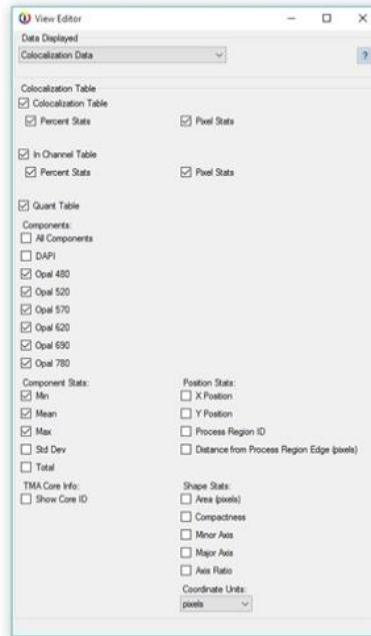 View Editor
Data Displayed
Colocalization Data
?
Colocalization Table
Colocalization Table
Percent Stats Pixel Stats
In Channel Table
Percent Stats Pixel Stats
Quant Table
Components:
All Components
DAPI
Opal 480
Opal 520
Opal 570
Opal 620
Opal 690
Opal 780
Component Stats: Position Stats:
Min X Position
Mean Y Position
Max Process Region ID
Std Dev Distance from Process Region Edge (pixels)
Total
TMA Core Info: Shape Stats:
Show Core ID Area (pixels)
Compactness
Minor Axis
Major Axis
Axis Ratio
Coordinate Units:
pixels